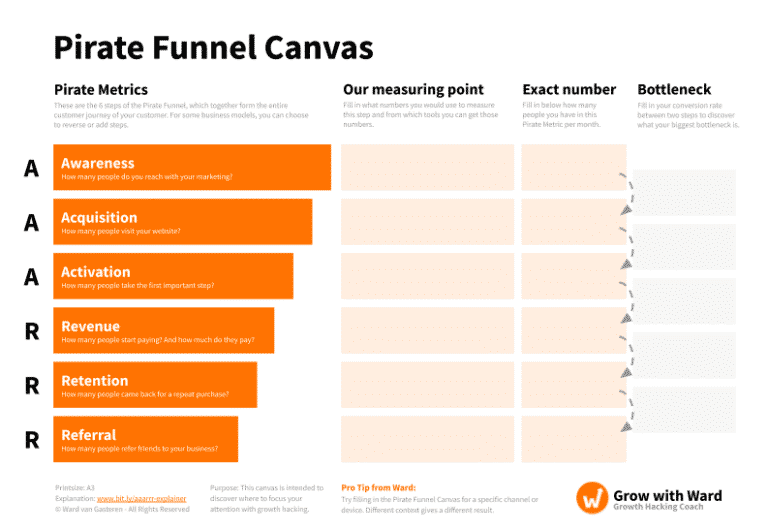 Pirate Funnel Canvas
Pirate Metrics
These are the 6 steps of the Pirate Funnel, which together form the entire
customer journey of your customer. For some business models, you can choose
to reverse or add steps.
Our measuring point
Fill in what numbers you would use to measure
this step and from which tools you can get those
numbers.
Exact number
Fill in below how many
people you have in this
Pirate Metric per month.
Bottleneck
Fill in your conversion rate
between two steps to discover
what your biggest bottleneck is.
A
Awareness
How many people do you reach with your marketing?
A
Acquisition
How many people visit your website?
A
Activation
How many people take the first important step?
R
Revenue
How many people start paying? And how much do they pay?
R
Retention
How many people came back for a repeat purchase?
R
Referral
How many people refer friends to your business?
Printsize: A3
Explanation: www.bit.ly/aaarrr-explainer
© Ward van Gasteren - All Rights Reserved
Purpose: This canvas is intended to
discover where to focus your
attention with growth hacking.
Pro Tip from Ward:
Try filling in the Pirate Funnel Canvas for a specific channel or
device. Different context gives a different result.
Grow with Ward
Growth Hacking Coach